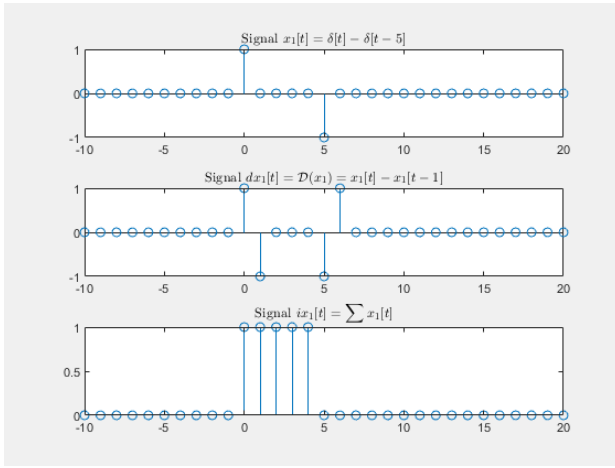 Signal x₁[t] = δ[t] − δ[t − 5]
1
0
-1
-10 -5 0 5 10 15 20
Signal dx₁[t] = 𝒟(x₁) = x₁[t] − x₁[t − 1]
1
0
-1
-10 -5 0 5 10 15 20
Signal ix₁[t] = ∑ x₁[t]
1
0.5
0
-10 -5 0 5 10 15 20